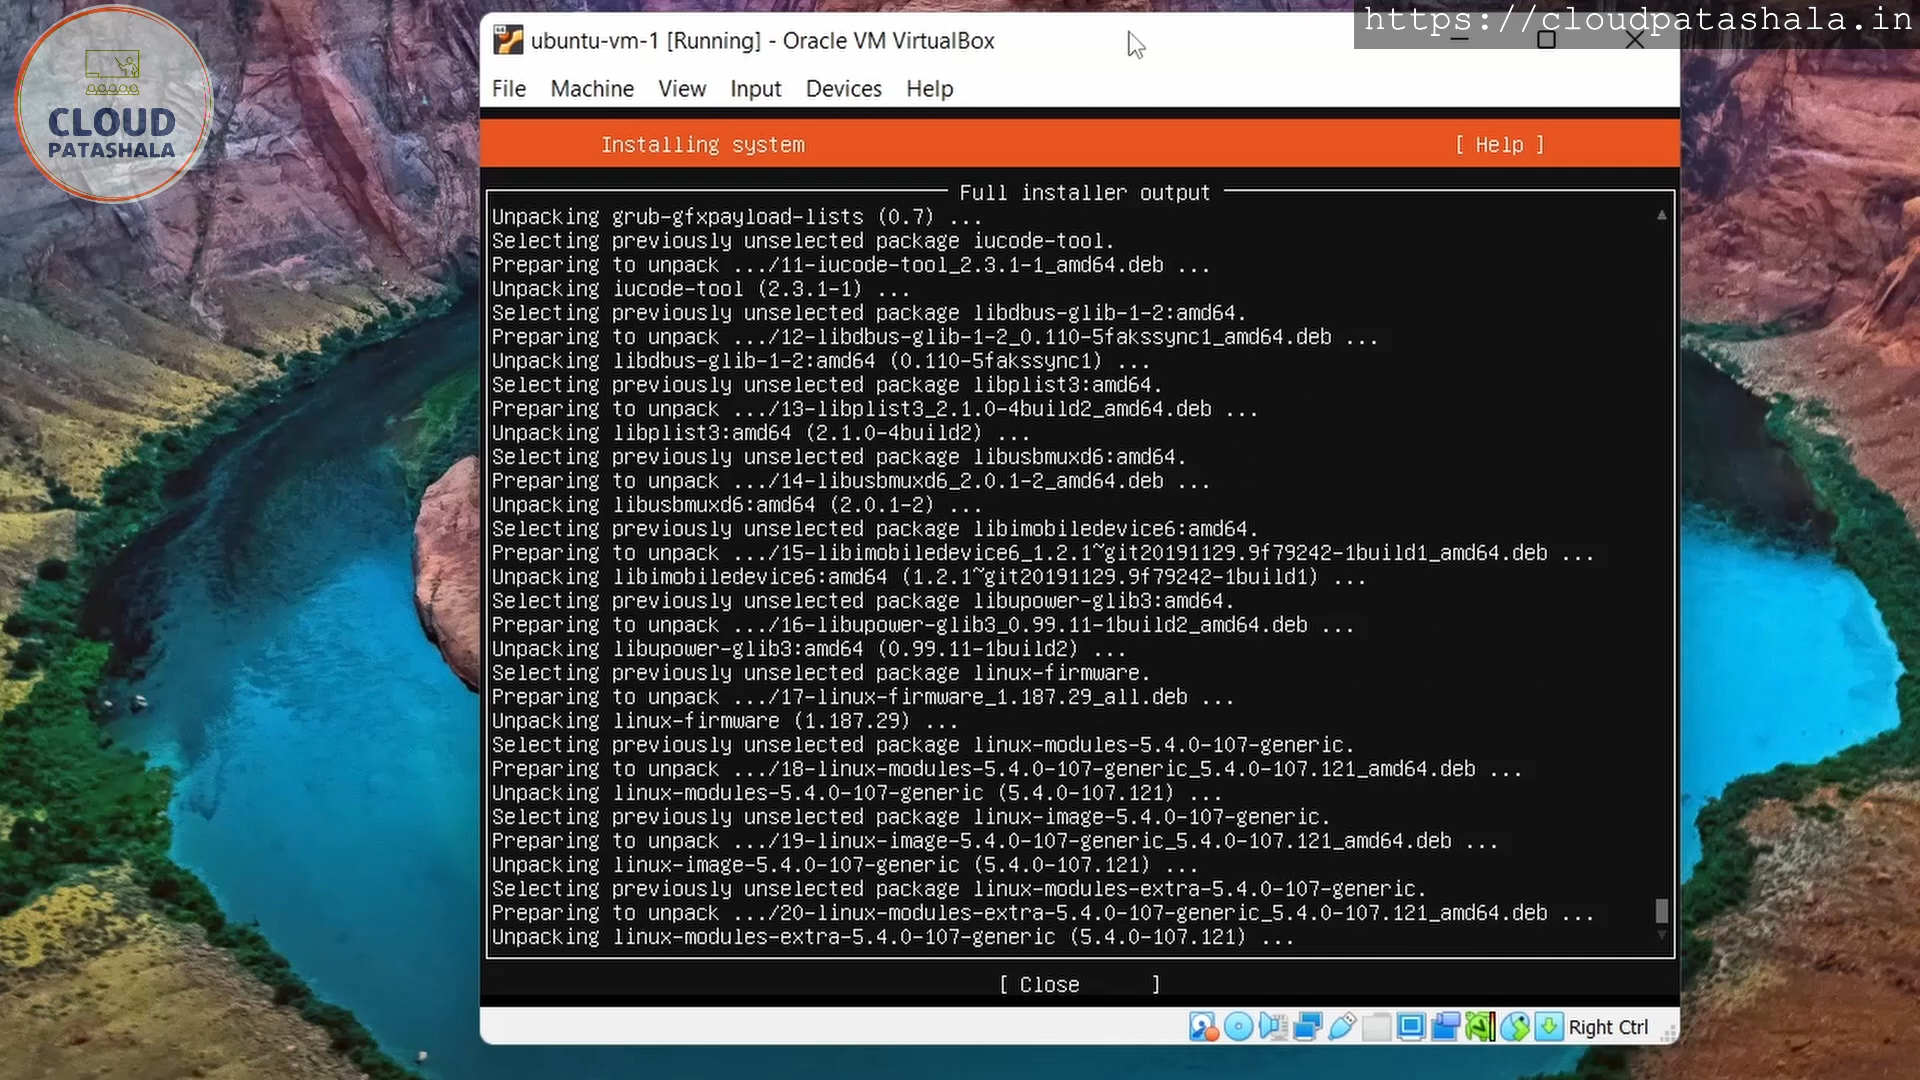 https://cloudpatashala.in
CLOUD
PATASHALA
ubuntu-vm-1 [Running] - Oracle VM VirtualBox
File Machine View Input Devices Help
Installing system [ Help ]
Full installer output
Unpacking grub-gfxpayload-lists (0.7) ...
Selecting previously unselected package iucode-tool.
Preparing to unpack .../11-iucode-tool_2.3.1-1_amd64.deb ...
Unpacking iucode-tool (2.3.1-1) ...
Selecting previously unselected package libdbus-glib-1-2:amd64.
Preparing to unpack .../12-libdbus-glib-1-2_0.110-5fakssync1_amd64.deb ...
Unpacking libdbus-glib-1-2:amd64 (0.110-5fakssync1) ...
Selecting previously unselected package libplist3:amd64.
Preparing to unpack .../13-libplist3_2.1.0-4build2_amd64.deb ...
Unpacking libplist3:amd64 (2.1.0-4build2) ...
Selecting previously unselected package libusbmuxd6:amd64.
Preparing to unpack .../14-libusbmuxd6_2.0.1-2_amd64.deb ...
Unpacking libusbmuxd6:amd64 (2.0.1-2) ...
Selecting previously unselected package libimobiledevice6:amd64.
Preparing to unpack .../15-libimobiledevice6_1.2.1~git20191129.9f79242-1build1_amd64.deb ...
Unpacking libimobiledevice6:amd64 (1.2.1~git20191129.9f79242-1build1) ...
Selecting previously unselected package libupower-glib3:amd64.
Preparing to unpack .../16-libupower-glib3_0.99.11-1build2_amd64.deb ...
Unpacking libupower-glib3:amd64 (0.99.11-1build2) ...
Selecting previously unselected package linux-firmware.
Preparing to unpack .../17-linux-firmware_1.187.29_all.deb ...
Unpacking linux-firmware (1.187.29) ...
Selecting previously unselected package linux-modules-5.4.0-107-generic.
Preparing to unpack .../18-linux-modules-5.4.0-107-generic_5.4.0-107.121_amd64.deb ...
Unpacking linux-modules-5.4.0-107-generic (5.4.0-107.121) ...
Selecting previously unselected package linux-image-5.4.0-107-generic.
Preparing to unpack .../19-linux-image-5.4.0-107-generic_5.4.0-107.121_amd64.deb ...
Unpacking linux-image-5.4.0-107-generic (5.4.0-107.121) ...
Selecting previously unselected package linux-modules-extra-5.4.0-107-generic.
Preparing to unpack .../20-linux-modules-extra-5.4.0-107-generic_5.4.0-107.121_amd64.deb ...
Unpacking linux-modules-extra-5.4.0-107-generic (5.4.0-107.121) ...
[ Close ]
Right Ctrl